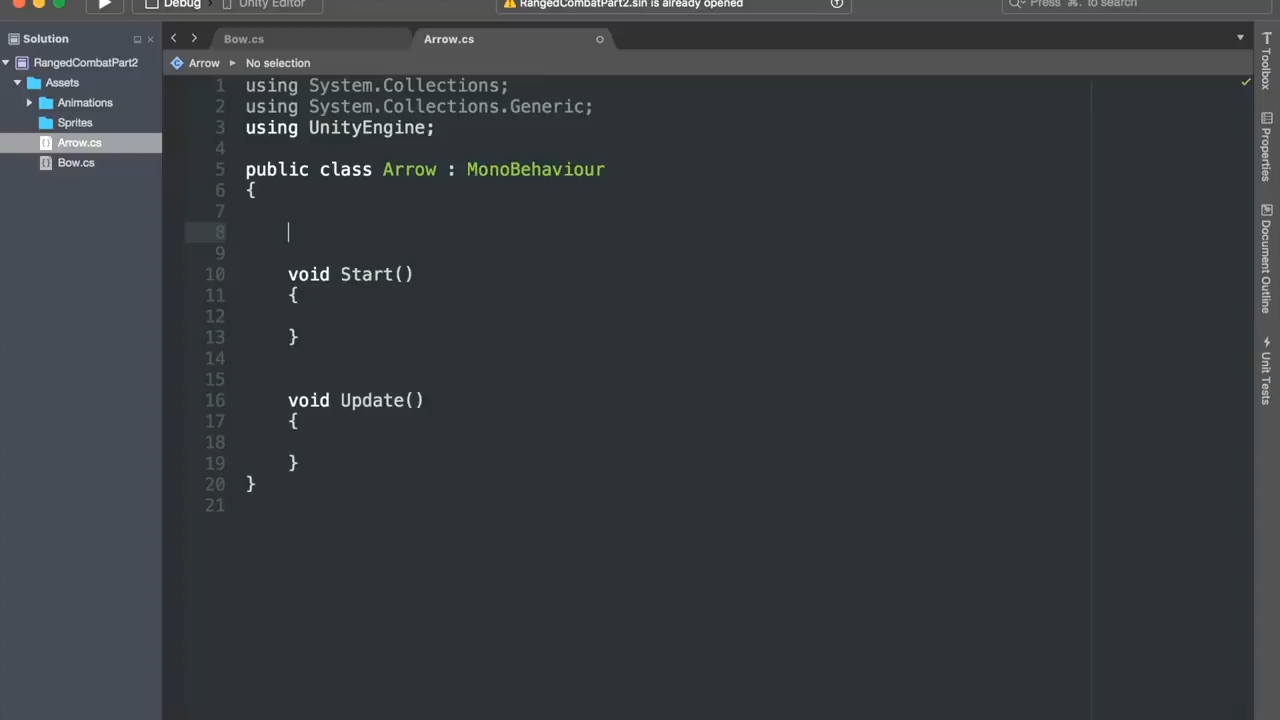 Debug
Unity Editor
RangedCombatPart2.sln is already opened
Press ⌘. to search
Solution
Bow.cs
Arrow.cs
RangedCombatPart2
Arrow
No selection
Assets
Animations
Sprites
Arrow.cs
Bow.cs
1 using System.Collections;
2 using System.Collections.Generic;
3 using UnityEngine;
4
5 public class Arrow : MonoBehaviour
6 {
7
8
9
10 void Start()
11 {
12
13 }
14
15
16 void Update()
17 {
18
19 }
20 }
21
Toolbox
Properties
Document Outline
Unit Tests